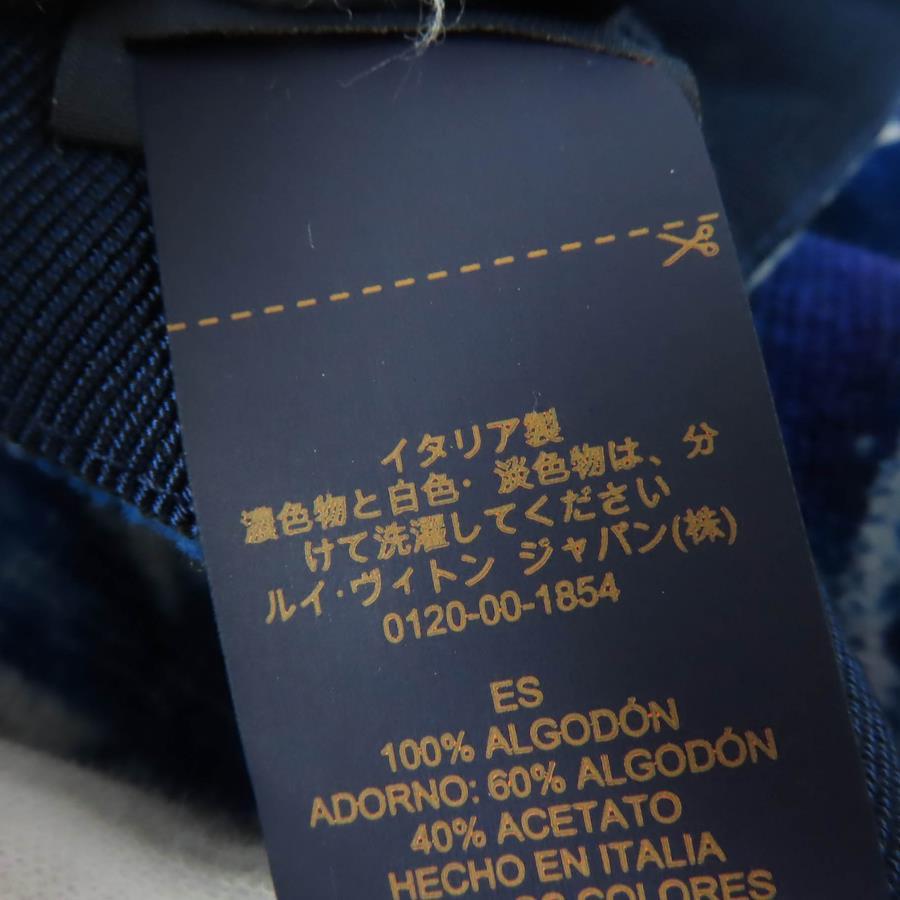 イタリア製
濃色物と白色・淡色物は、分
けて洗濯してください
ルイ・ヴィトン ジャパン(株)
0120-00-1854
ES
100% ALGODÓN
ADORNO: 60% ALGODÓN
40% ACETATO
HECHO EN ITALIA
COLORES